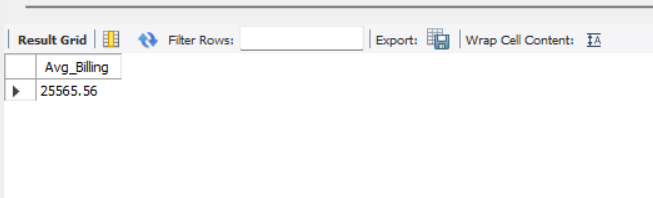 Result Grid Filter Rows: Export: Wrap Cell Content:
Avg_Billing
25565.56